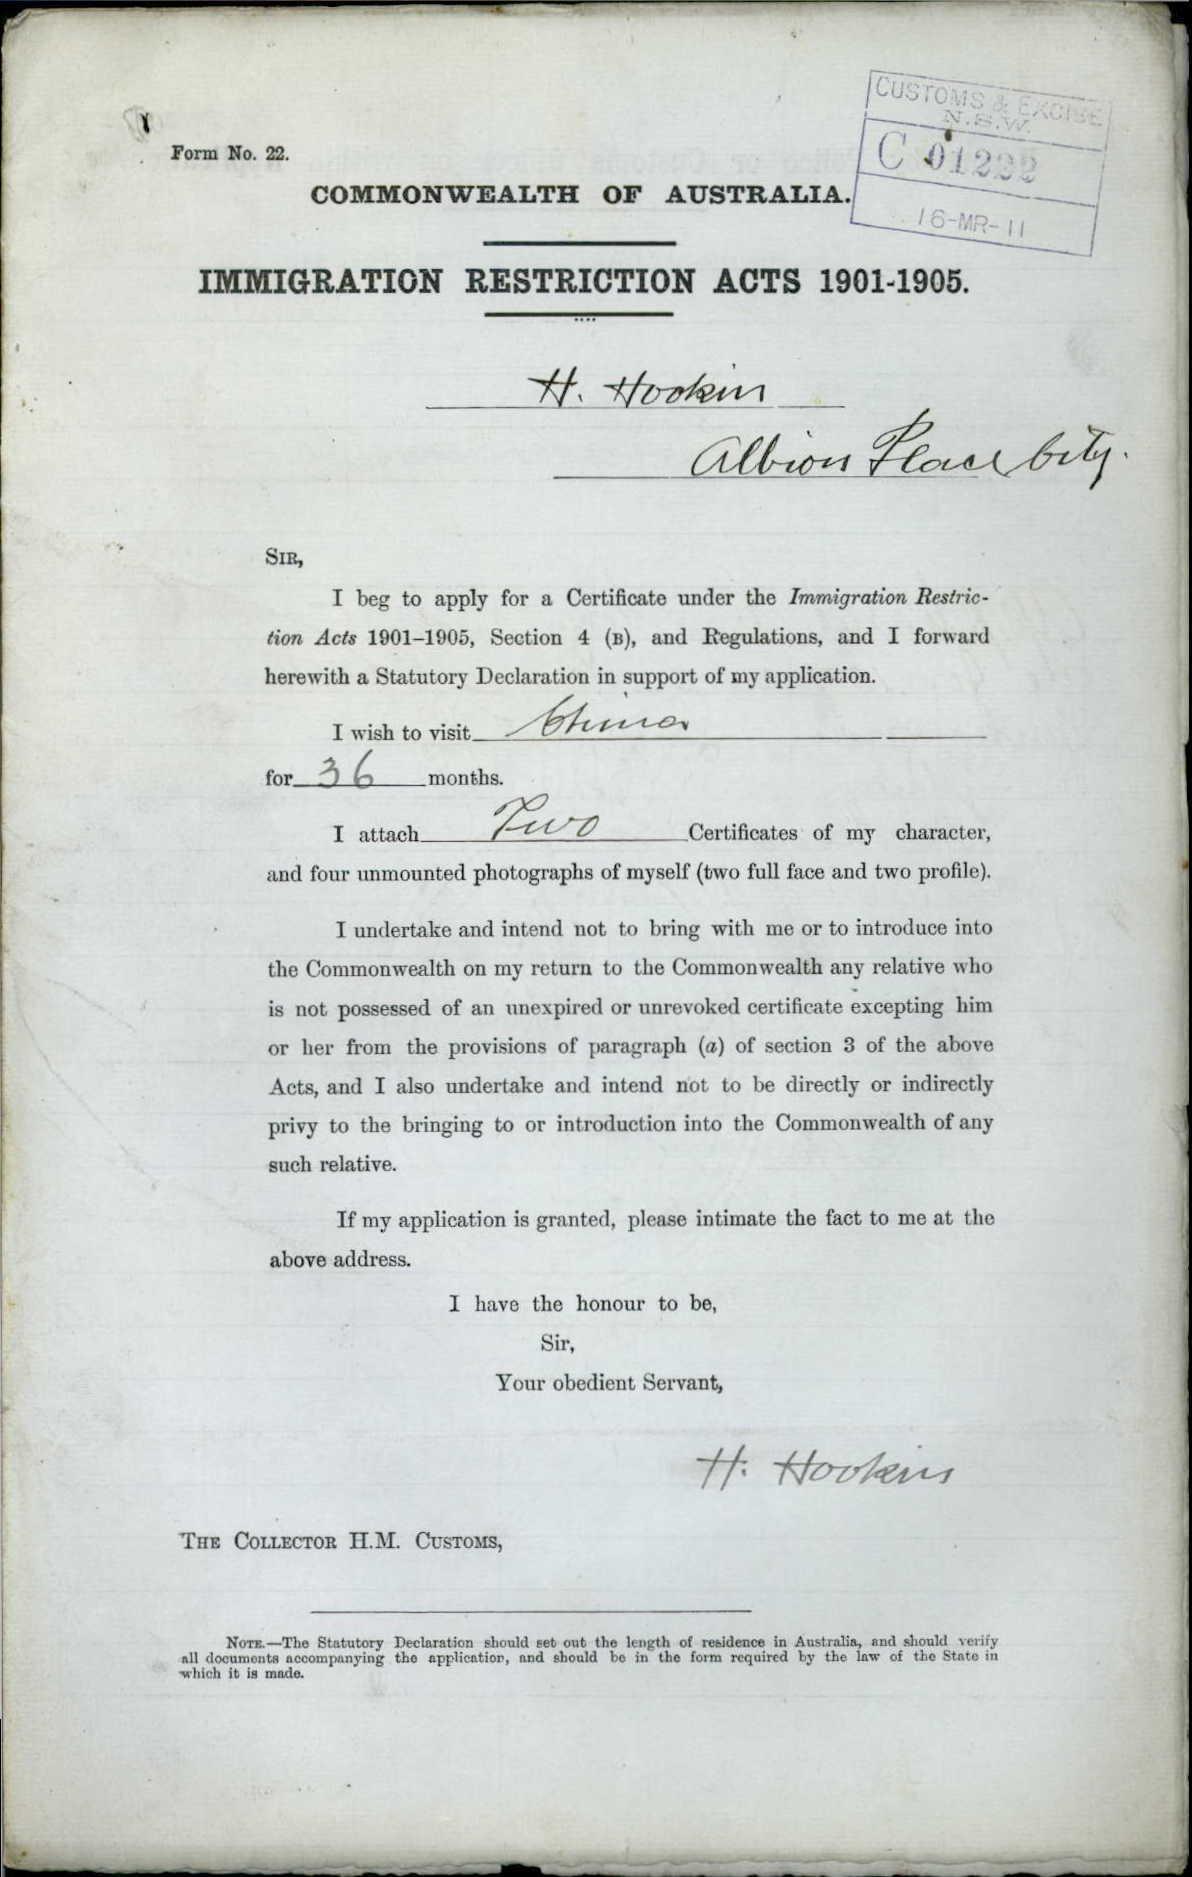 CUSTOMS & EXCISE
N.S.W.
C 01292
16-MR-11
Form No. 22.
COMMONWEALTH OF AUSTRALIA.
IMMIGRATION RESTRICTION ACTS 1901-1905.
H. Hookin
Albion Place City.
SIR,
I beg to apply for a Certificate under the Immigration Restric-
tion Acts 1901–1905, Section 4 (B), and Regulations, and I forward
herewith a Statutory Declaration in support of my application.
I wish to visit China
for 36 months.
I attach Two Certificates of my character,
and four unmounted photographs of myself (two full face and two profile).
I undertake and intend not to bring with me or to introduce into
the Commonwealth on my return to the Commonwealth any relative who
is not possessed of an unexpired or unrevoked certificate excepting him
or her from the provisions of paragraph (a) of section 3 of the above
Acts, and I also undertake and intend not to be directly or indirectly
privy to the bringing to or introduction into the Commonwealth of any
such relative.
If my application is granted, please intimate the fact to me at the
above address.
I have the honour to be,
Sir,
Your obedient Servant,
H. Hookins
THE COLLECTOR H.M. CUSTOMS,
NOTE.—The Statutory Declaration should set out the length of residence in Australia, and should verify
all documents accompanying the application, and should be in the form required by the law of the State in
which it is made.